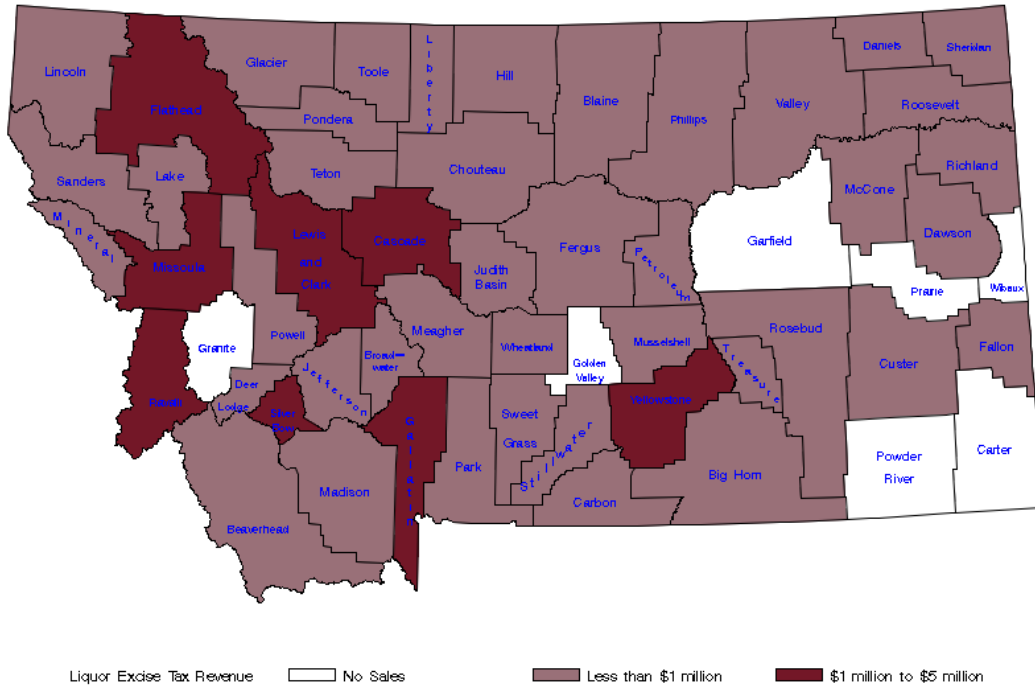 Lincoln
Flathead
Glacier
Toole
Liberty
Hill
Blaine
Phillips
Valley
Daniels
Sheridan
Roosevelt
Pondera
Teton
Chouteau
Sanders
Lake
Mineral
Missoula
Lewis
and
Clark
Cascade
Judith
Basin
Fergus
Petroleum
Garfield
McCone
Richland
Dawson
Prairie
Wibaux
Granite
Powell
Meagher
Broad-
water
Jefferson
Wheatland
Golden
Valley
Musselshell
Treasure
Rosebud
Custer
Fallon
Ravalli
Deer
Lodge
Silver
Bow
Gallatin
Park
Sweet
Grass
Stillwater
Yellowstone
Big Horn
Powder
River
Carter
Beaverhead
Madison
Carbon
Liquor Excise Tax Revenue
No Sales
Less than $1 million
$1 million to $5 million